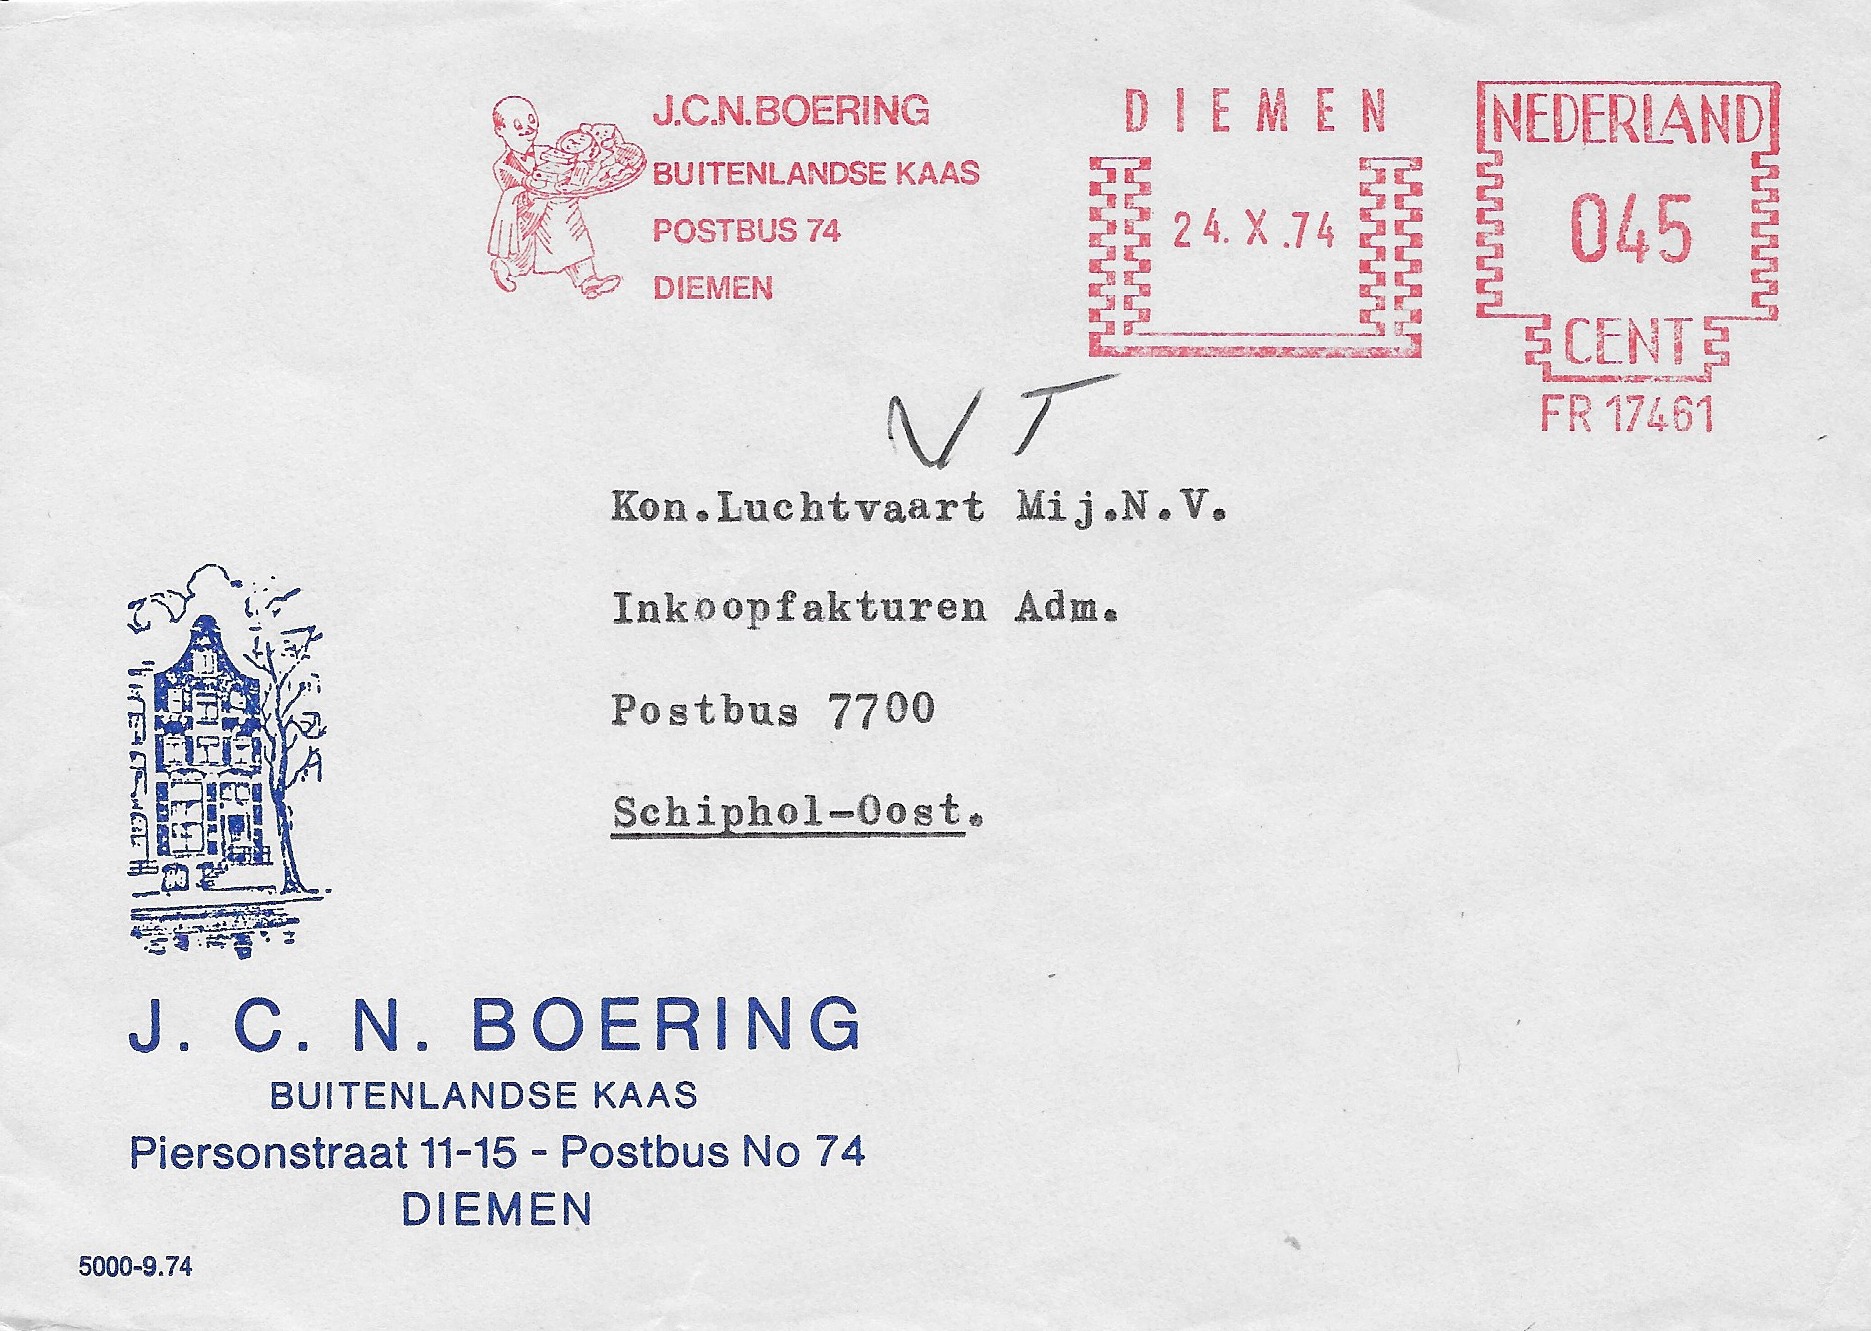 J.C.N.BOERING
BUITENLANDSE KAAS
POSTBUS 74
DIEMEN
DIEMEN
24.X.74
NEDERLAND
045
CENT
FR 17461
VT
Kon.Luchtvaart Mij.N.V.
Inkoopfakturen Adm.
Postbus 7700
Schiphol-Oost.
J. C. N. BOERING
BUITENLANDSE KAAS
Piersonstraat 11-15 - Postbus No 74
DIEMEN
5000-9.74